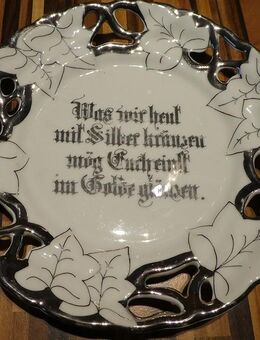 Was wir heut
mit Silber kränzen
mög Euch einst
im Golde glänzen.